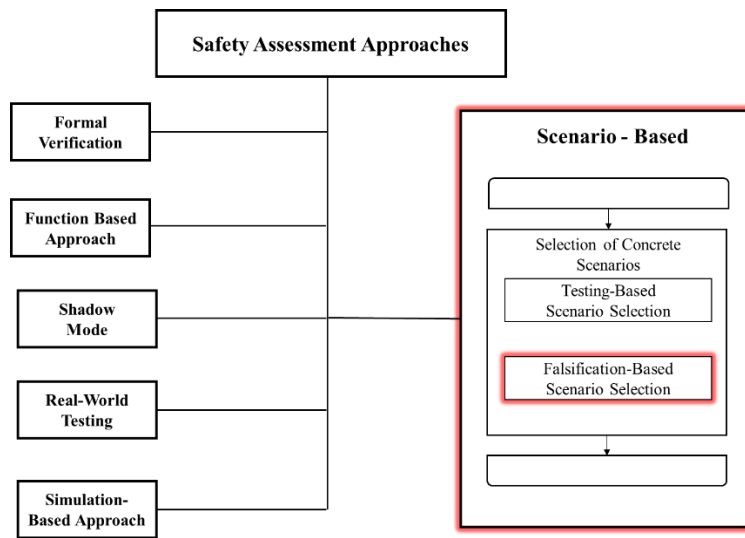 Safety Assessment Approaches
Formal
Verification
Function Based
Approach
Shadow
Mode
Real-World
Testing
Simulation-
Based Approach
Scenario - Based
Selection of Concrete
Scenarios
Testing-Based
Scenario Selection
Falsification-Based
Scenario Selection